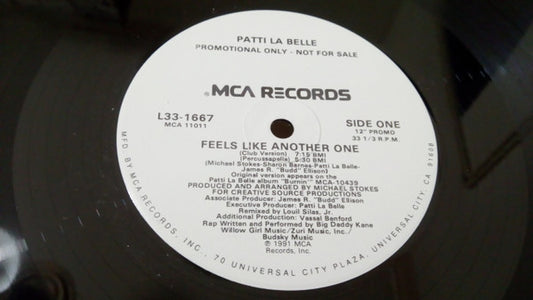 PATTI LA BELLE
PROMOTIONAL ONLY - NOT FOR SALE
MCA RECORDS
L33-1667
MCA 11011
SIDE ONE
12" PROMO
33 1/3 R.P.M.
FEELS LIKE ANOTHER ONE
(Club Version) 7:15 BMI
(Percussapella) 5:30 BMI
(Michael Stokes-Sharon Barnes-Patti La Belle-
James R. "Budd" Ellison)
Original version appears on the
Patti La Belle album "Burnin'" MCA-10439
PRODUCED AND ARRANGED BY MICHAEL STOKES
FOR CREATIVE SOURCE PRODUCTIONS
Associate Producer: James R. "Budd" Ellison
Executive Producer: Patti La Belle
Remixed by Louil Silas, Jr.
Additional Production: Vassal Benford
Rap Written and Performed by Big Daddy Kane
Willow Girl Music/Zuri Music, Inc./
Budsky Music
℗ 1991 MCA
Records, Inc.
MFD. BY MCA RECORDS, INC., 70 UNIVERSAL CITY PLAZA, UNIVERSAL CITY, CA. 91608